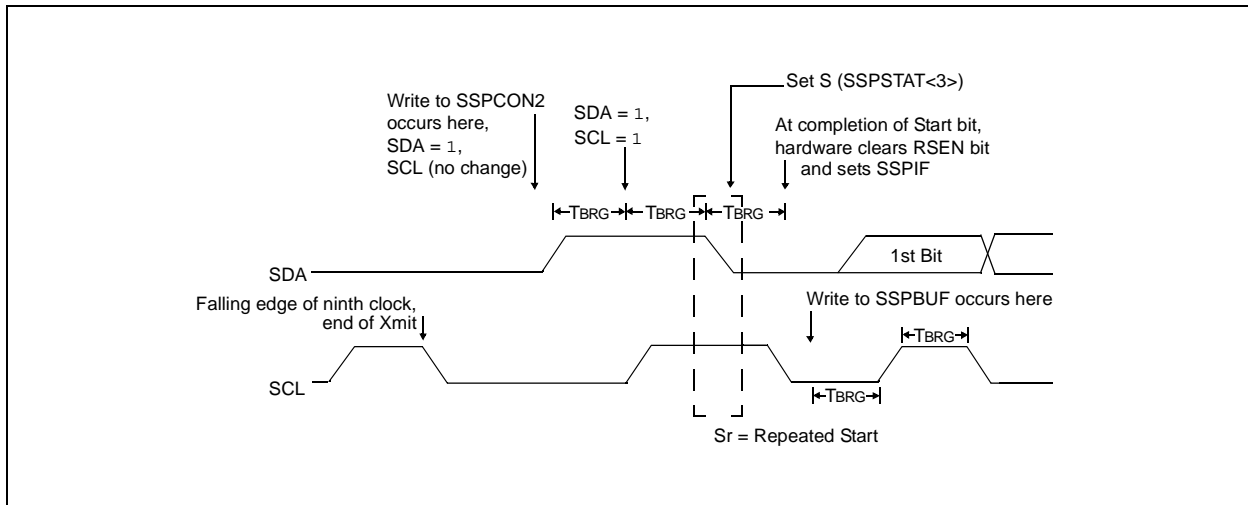 Set S (SSPSTAT<3>)
Write to SSPCON2
occurs here,
SDA = 1,
SCL (no change)
SDA = 1,
SCL = 1
At completion of Start bit,
hardware clears RSEN bit
and sets SSPIF
TBRG
TBRG
TBRG
SDA
1st Bit
Falling edge of ninth clock,
end of Xmit
Write to SSPBUF occurs here
TBRG
SCL
TBRG
Sr = Repeated Start